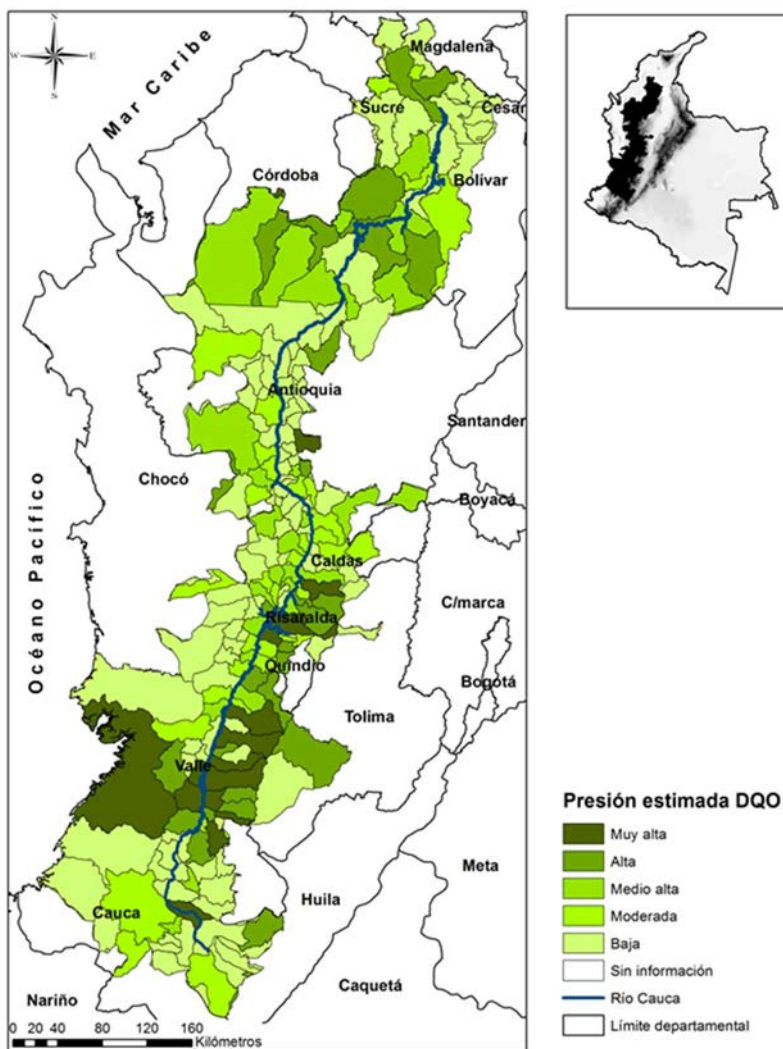 N
W E
S
Mar Caribe
Magdalena
Sucre
Cesar
Córdoba
Bolívar
Antioquia
Santander
Chocó
Boyacá
Caldas
Océano Pacífico
C/marca
Risaralda
Quindío
Bogotá
Tolima
Valle
Presión estimada DQO
Muy alta
Alta
Medio alta
Moderada
Baja
Sin información
Río Cauca
Límite departamental
Meta
Huila
Cauca
Caquetá
Nariño
0 20 40 80 120 160
Kilómetros